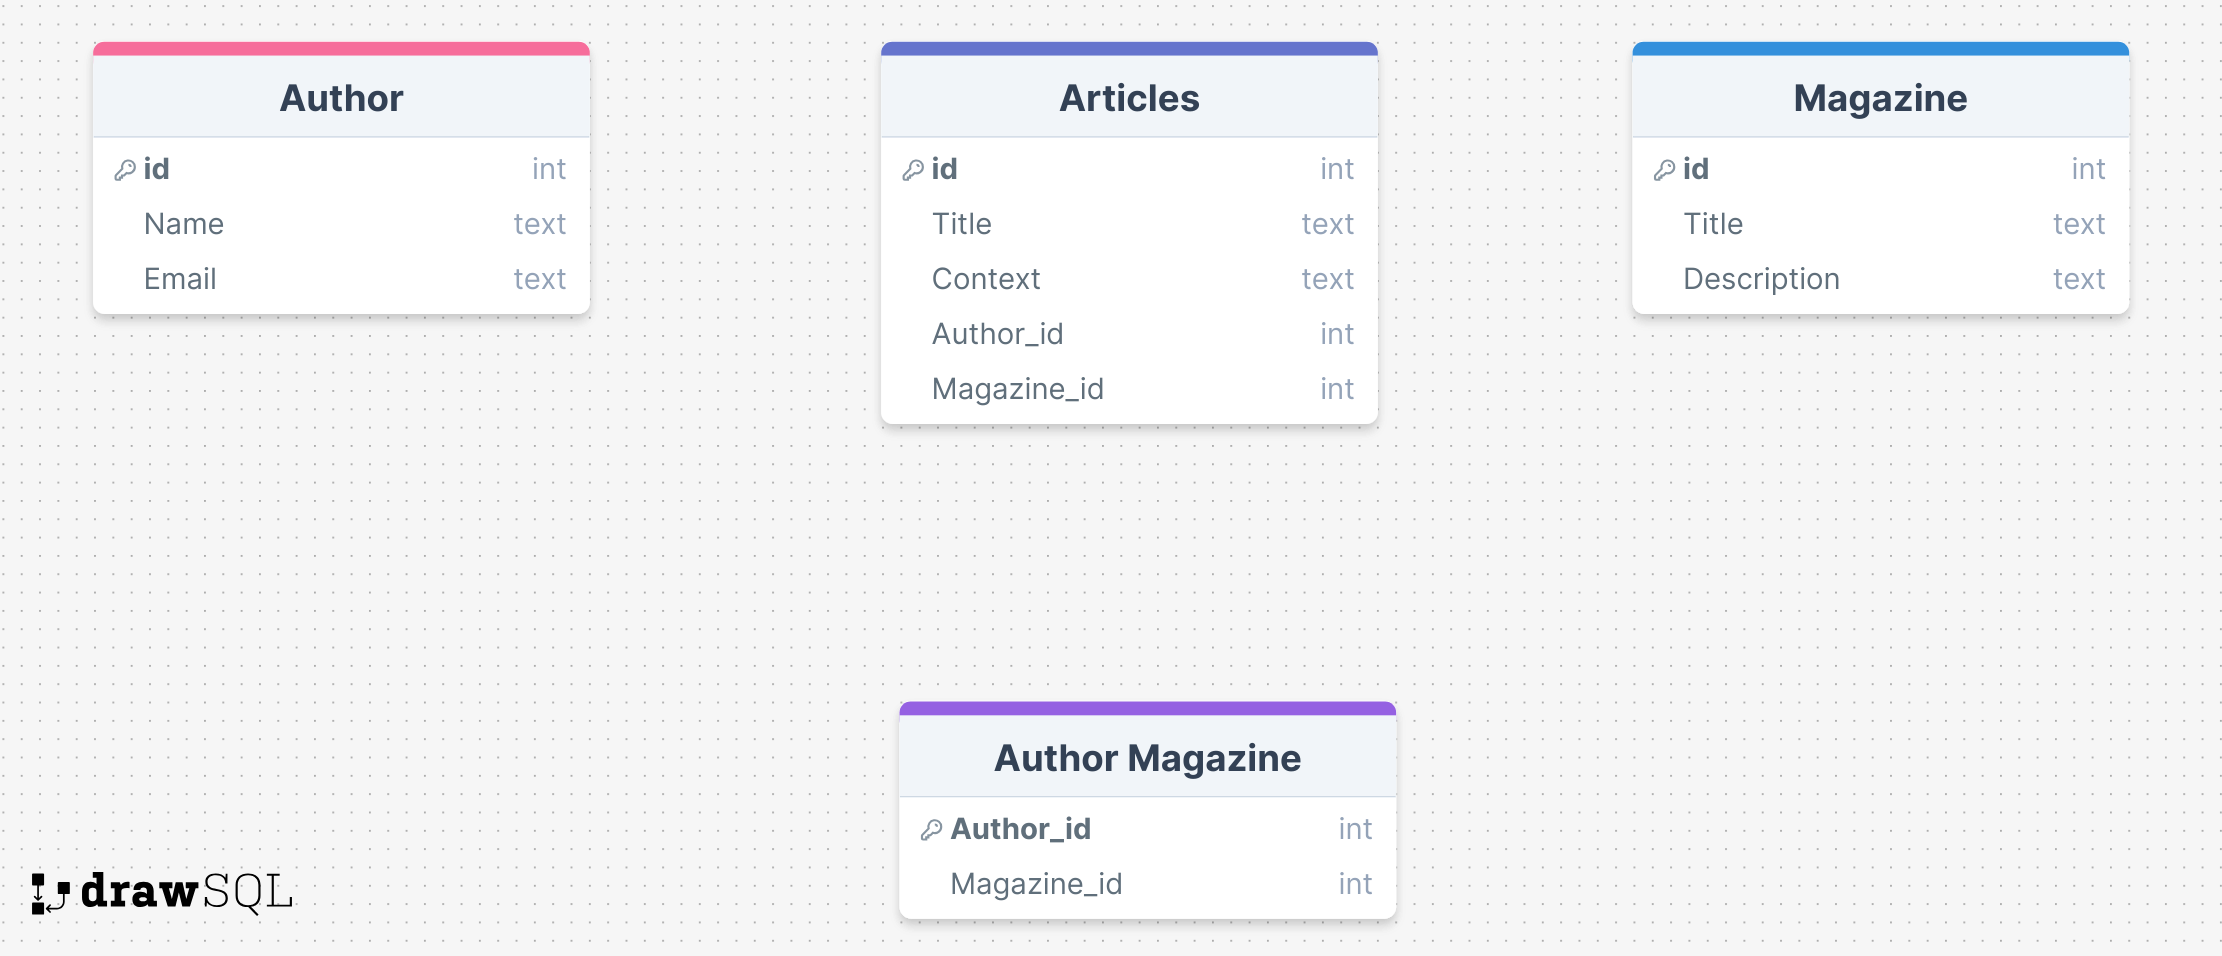 Author
id int
Name text
Email text
Articles
id int
Title text
Context text
Author_id int
Magazine_id int
Magazine
id int
Title text
Description text
Author Magazine
Author_id int
Magazine_id int
drawSQL